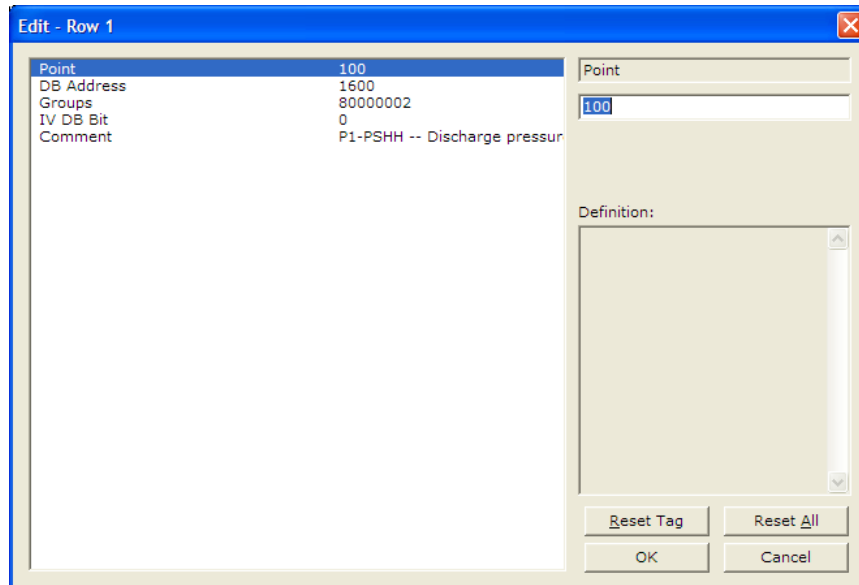 Edit - Row 1
Point 100
DB Address 1600
Groups 80000002
IV DB Bit 0
Comment P1-PSHH -- Discharge pressur
Point
100
Definition:
Reset Tag Reset All
OK Cancel